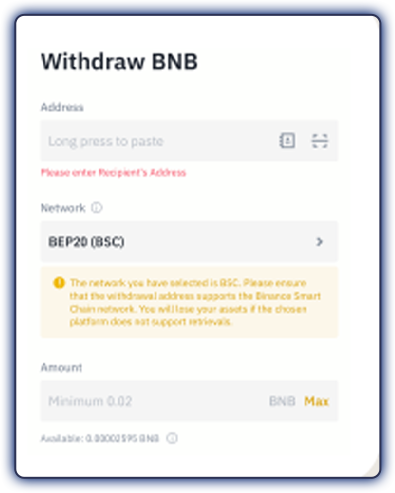 Withdraw BNB
Address
Long press to paste
Please enter Recipient's Address
Network
BEP20 (BSC)
The network you have selected is BSC. Please ensure
that the withdrawal address supports the Binance Smart
Chain network. You will lose your assets if the chosen
platform does not support retrievals.
Amount
Minimum 0.02 BNB Max
Available: 0.00002595 BNB